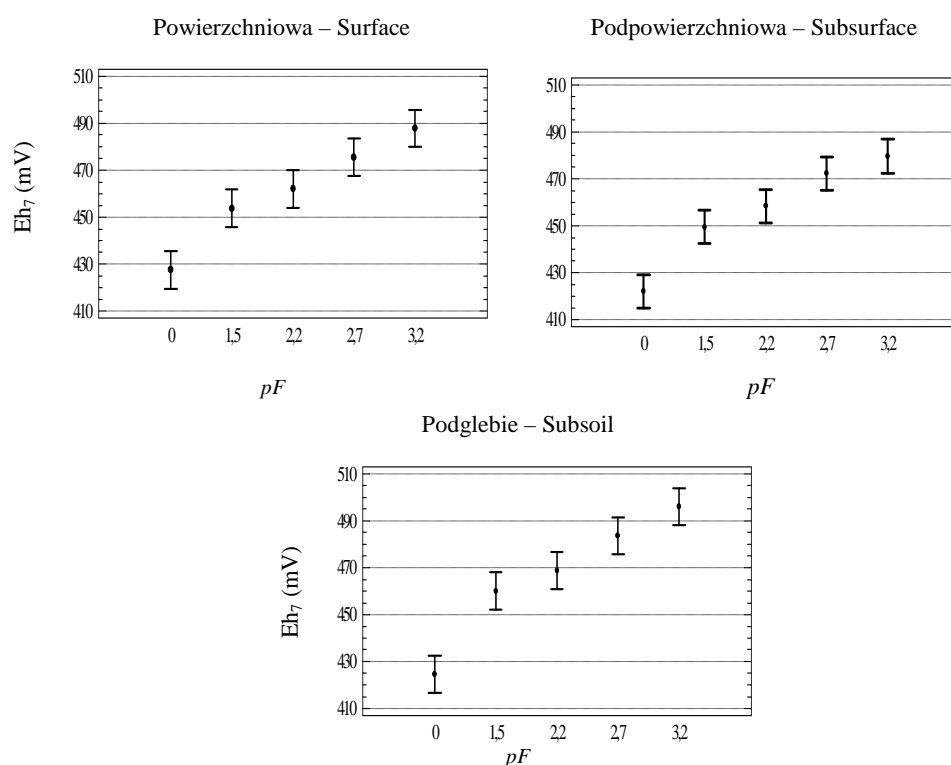 Powierzchniowa – Surface
510
490
470
450
430
410
Eh₇ (mV)
0 1,5 2,2 2,7 3,2
pF
Podpowierzchniowa – Subsurface
510
490
470
450
430
410
0 1,5 2,2 2,7 3,2
pF
Podglebie – Subsoil
510
490
470
450
430
410
Eh₇ (mV)
0 1,5 2,2 2,7 3,2
pF